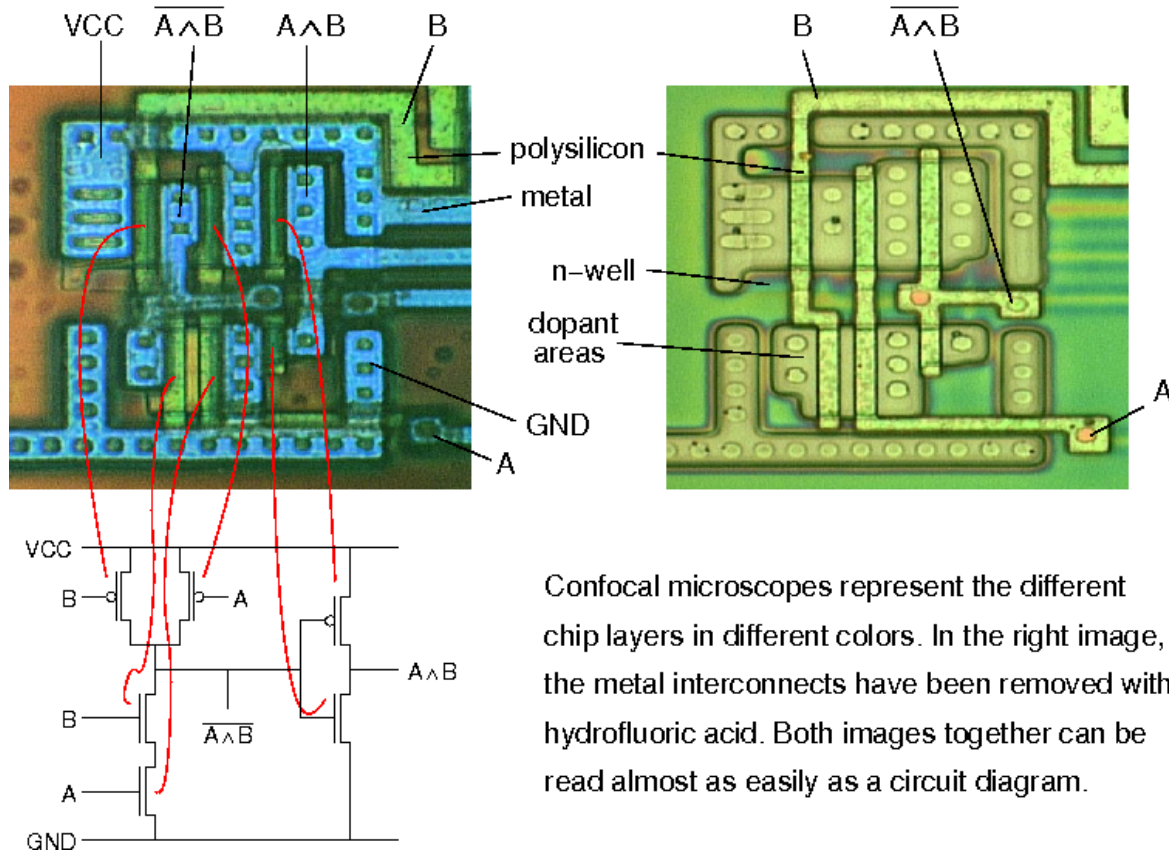 VCC
A∧B
A∧B
B
B
A∧B
polysilicon
metal
n-well
dopant
areas
GND
A
A
VCC
B
A
A∧B
B
A∧B
A
GND
Confocal microscopes represent the different
chip layers in different colors. In the right image,
the metal interconnects have been removed with
hydrofluoric acid. Both images together can be
read almost as easily as a circuit diagram.